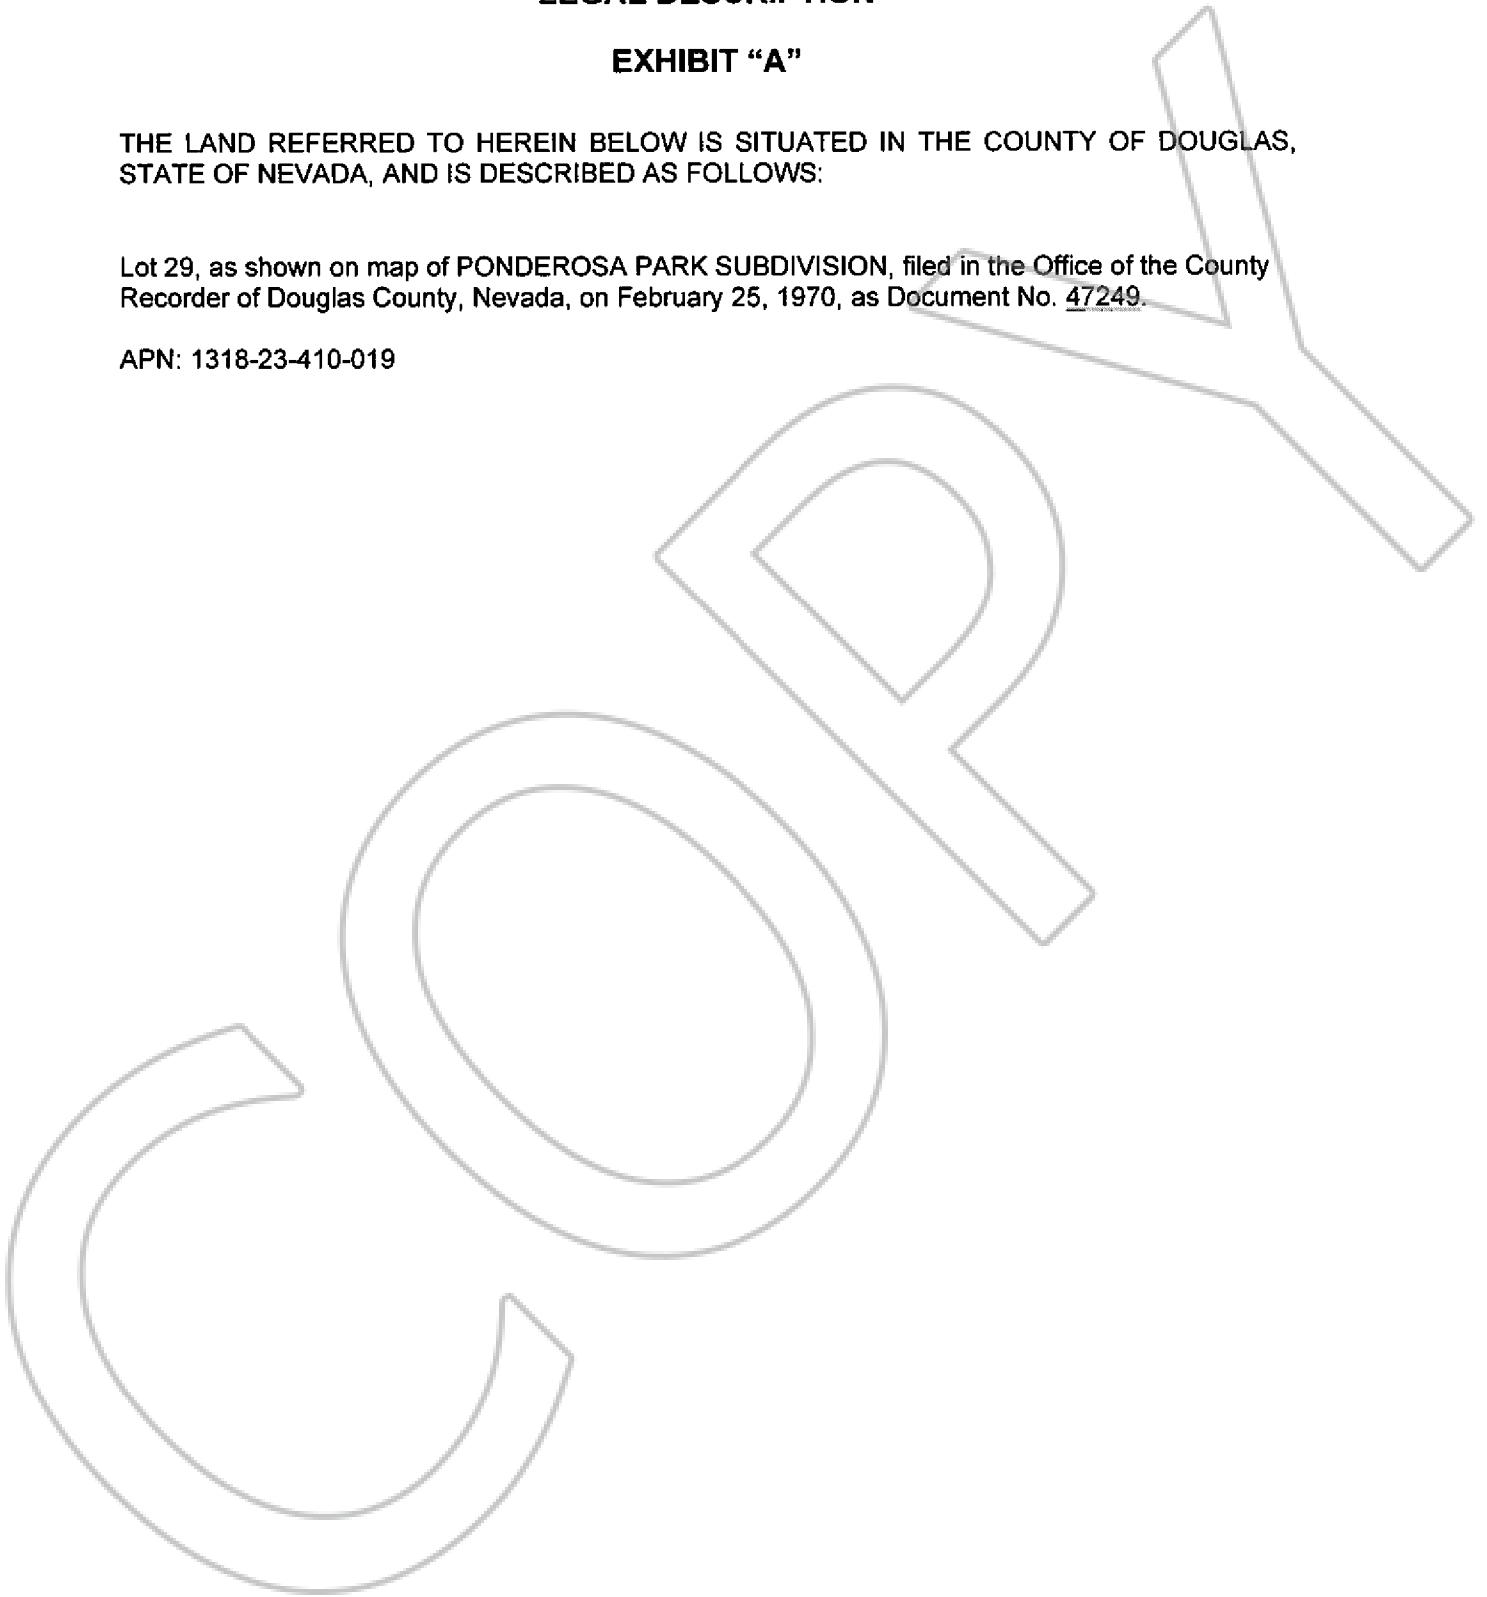 LEGAL DESCRIPTION
EXHIBIT “A”
THE LAND REFERRED TO HEREIN BELOW IS SITUATED IN THE COUNTY OF DOUGLAS,
STATE OF NEVADA, AND IS DESCRIBED AS FOLLOWS:
Lot 29, as shown on map of PONDEROSA PARK SUBDIVISION, filed in the Office of the County
Recorder of Douglas County, Nevada, on February 25, 1970, as Document No. 47249.
APN: 1318-23-410-019
COPY